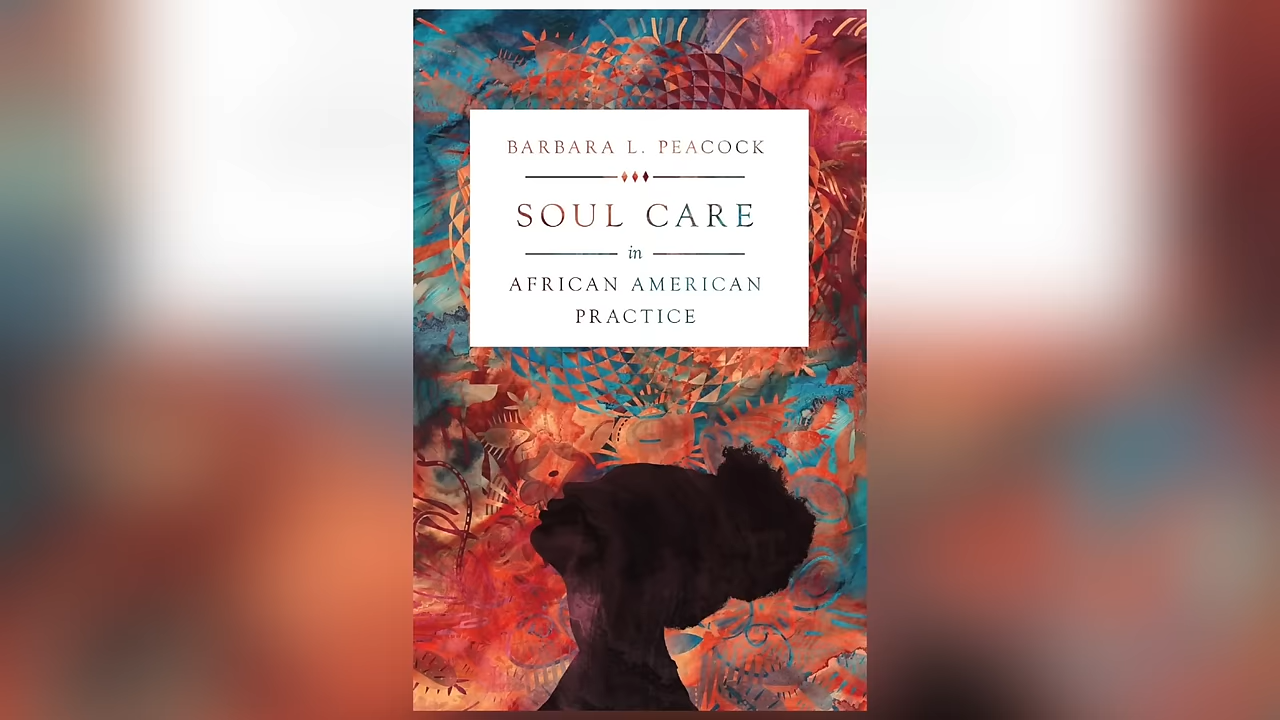 BARBARA L. PEACOCK
SOUL CARE
in
AFRICAN AMERICAN
PRACTICE